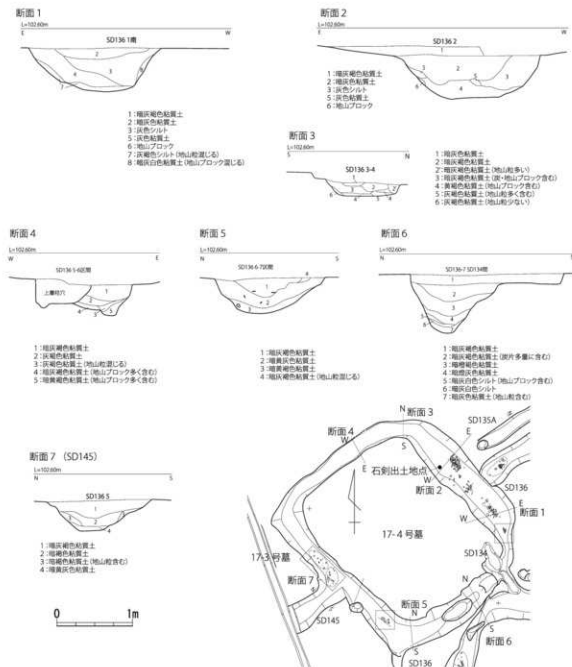 断面1
L=102.60m
E W
SD136 1南
1:暗灰褐色粘質土
2:暗灰色粘質土
3:灰色シルト
5:灰色粘質土
6:地山ブロック
7:灰褐色シルト(地山粒混じる)
8:暗灰白色粘質土(地山ブロック混じる)
断面2
L=102.60m
E W
SD136 2
1:暗灰褐色粘質土
2:暗灰色粘質土
3:灰色シルト
5:灰色粘質土
6:地山ブロック
断面3
L=102.60m
S N
SD136 3-4
1:暗灰色粘質土
2:暗灰色粘質土
2:暗灰褐色粘質土(地山粒多い)
3:暗灰褐色粘質土(炭・地山ブロック含む)
4:黄褐色粘質土(地山ブロック含む)
5:灰褐色粘質土(地山粒多く含む)
6:灰褐色粘質土(地山粒少ない)
断面4
L=102.60m
W E
SD136 5-6区間
上層柱穴
1:暗灰褐色粘質土
2:灰褐色粘質土
3:灰褐色粘質土(地山粒混じる)
4:暗灰褐色粘質土(地山ブロック多く含む)
5:暗黄褐色粘質土(地山ブロック多く含む)
断面5
L=102.60m
N S
SD136 6-7区間
1:暗灰褐色粘質土
2:暗黄灰色粘質土
3:暗黄褐色粘質土
4:暗灰褐色粘質土(地山粒混じる)
断面6
L=102.60m
N
SD136-7 SD134間
1:暗灰褐色粘質土
2:暗灰褐色粘質土(炭片多量に含む)
3:暗橙褐色粘質土
4:暗橙灰色粘質土
5:暗灰白色シルト(地山ブロック含む)
6:暗灰白色シルト
7:暗灰色粘質土(地山粒含む)
断面7(SD145)
L=102.60m
N S
SD136 5
1:暗灰褐色粘質土
2:暗褐色粘質土
3:暗褐色粘質土(地山粒含む)
4:暗黄灰色粘質土
0 1m
断面3
断面4
SD135A
石剣出土地点
断面2
SD136
断面1
17-4号墓
17-3号墓
SD134
断面7
断面5
SD145
SD136
断面6